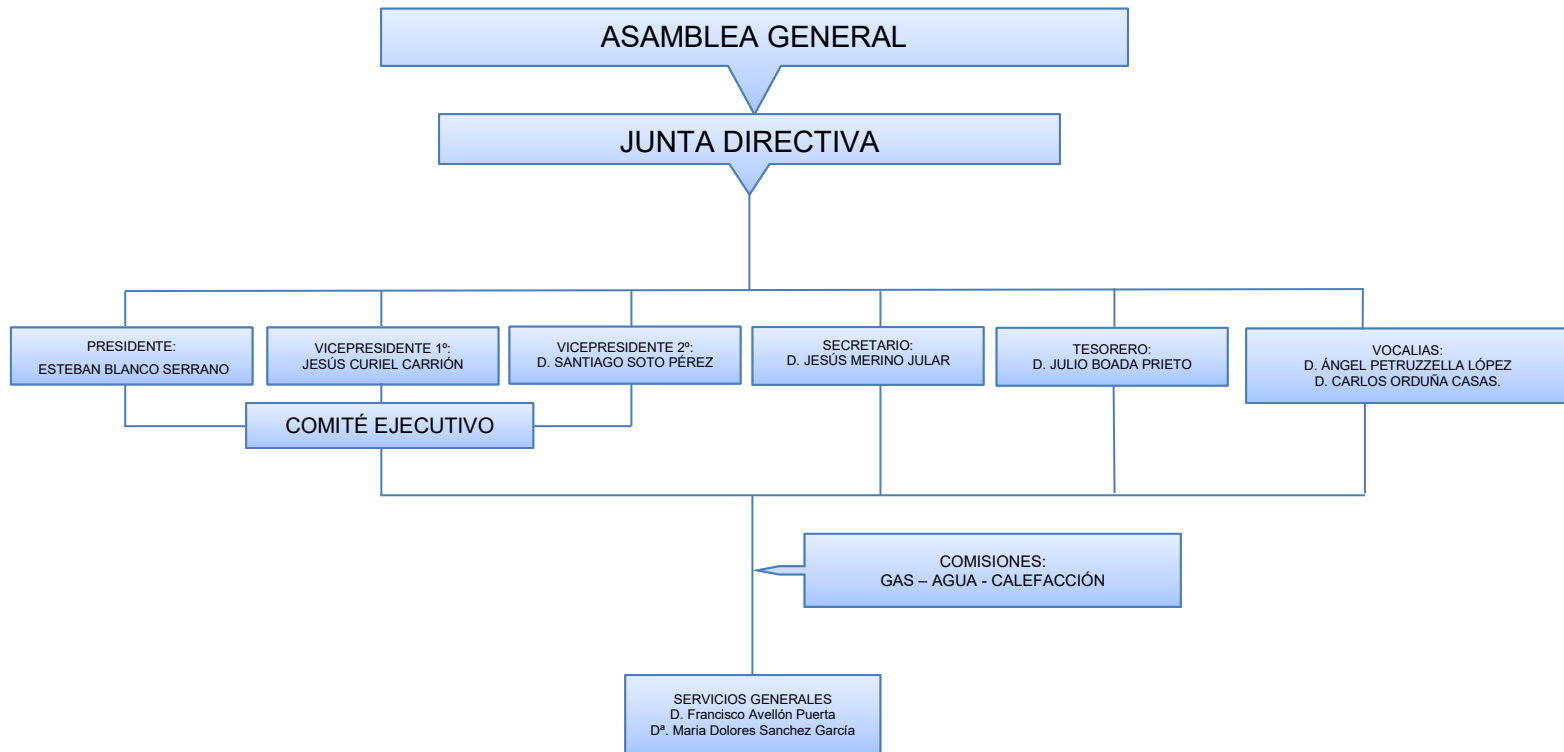 ASAMBLEA GENERAL
JUNTA DIRECTIVA
PRESIDENTE:
ESTEBAN BLANCO SERRANO
VICEPRESIDENTE 1º:
JESÚS CURIEL CARRIÓN
VICEPRESIDENTE 2º:
D. SANTIAGO SOTO PÉREZ
SECRETARIO:
D. JESÚS MERINO JULAR
TESORERO:
D. JULIO BOADA PRIETO
VOCALIAS:
D. ÁNGEL PETRUZZELLA LÓPEZ
D. CARLOS ORDUÑA CASAS.
COMITÉ EJECUTIVO
COMISIONES:
GAS – AGUA - CALEFACCIÓN
SERVICIOS GENERALES
D. Francisco Avellón Puerta
Dª. Maria Dolores Sanchez García